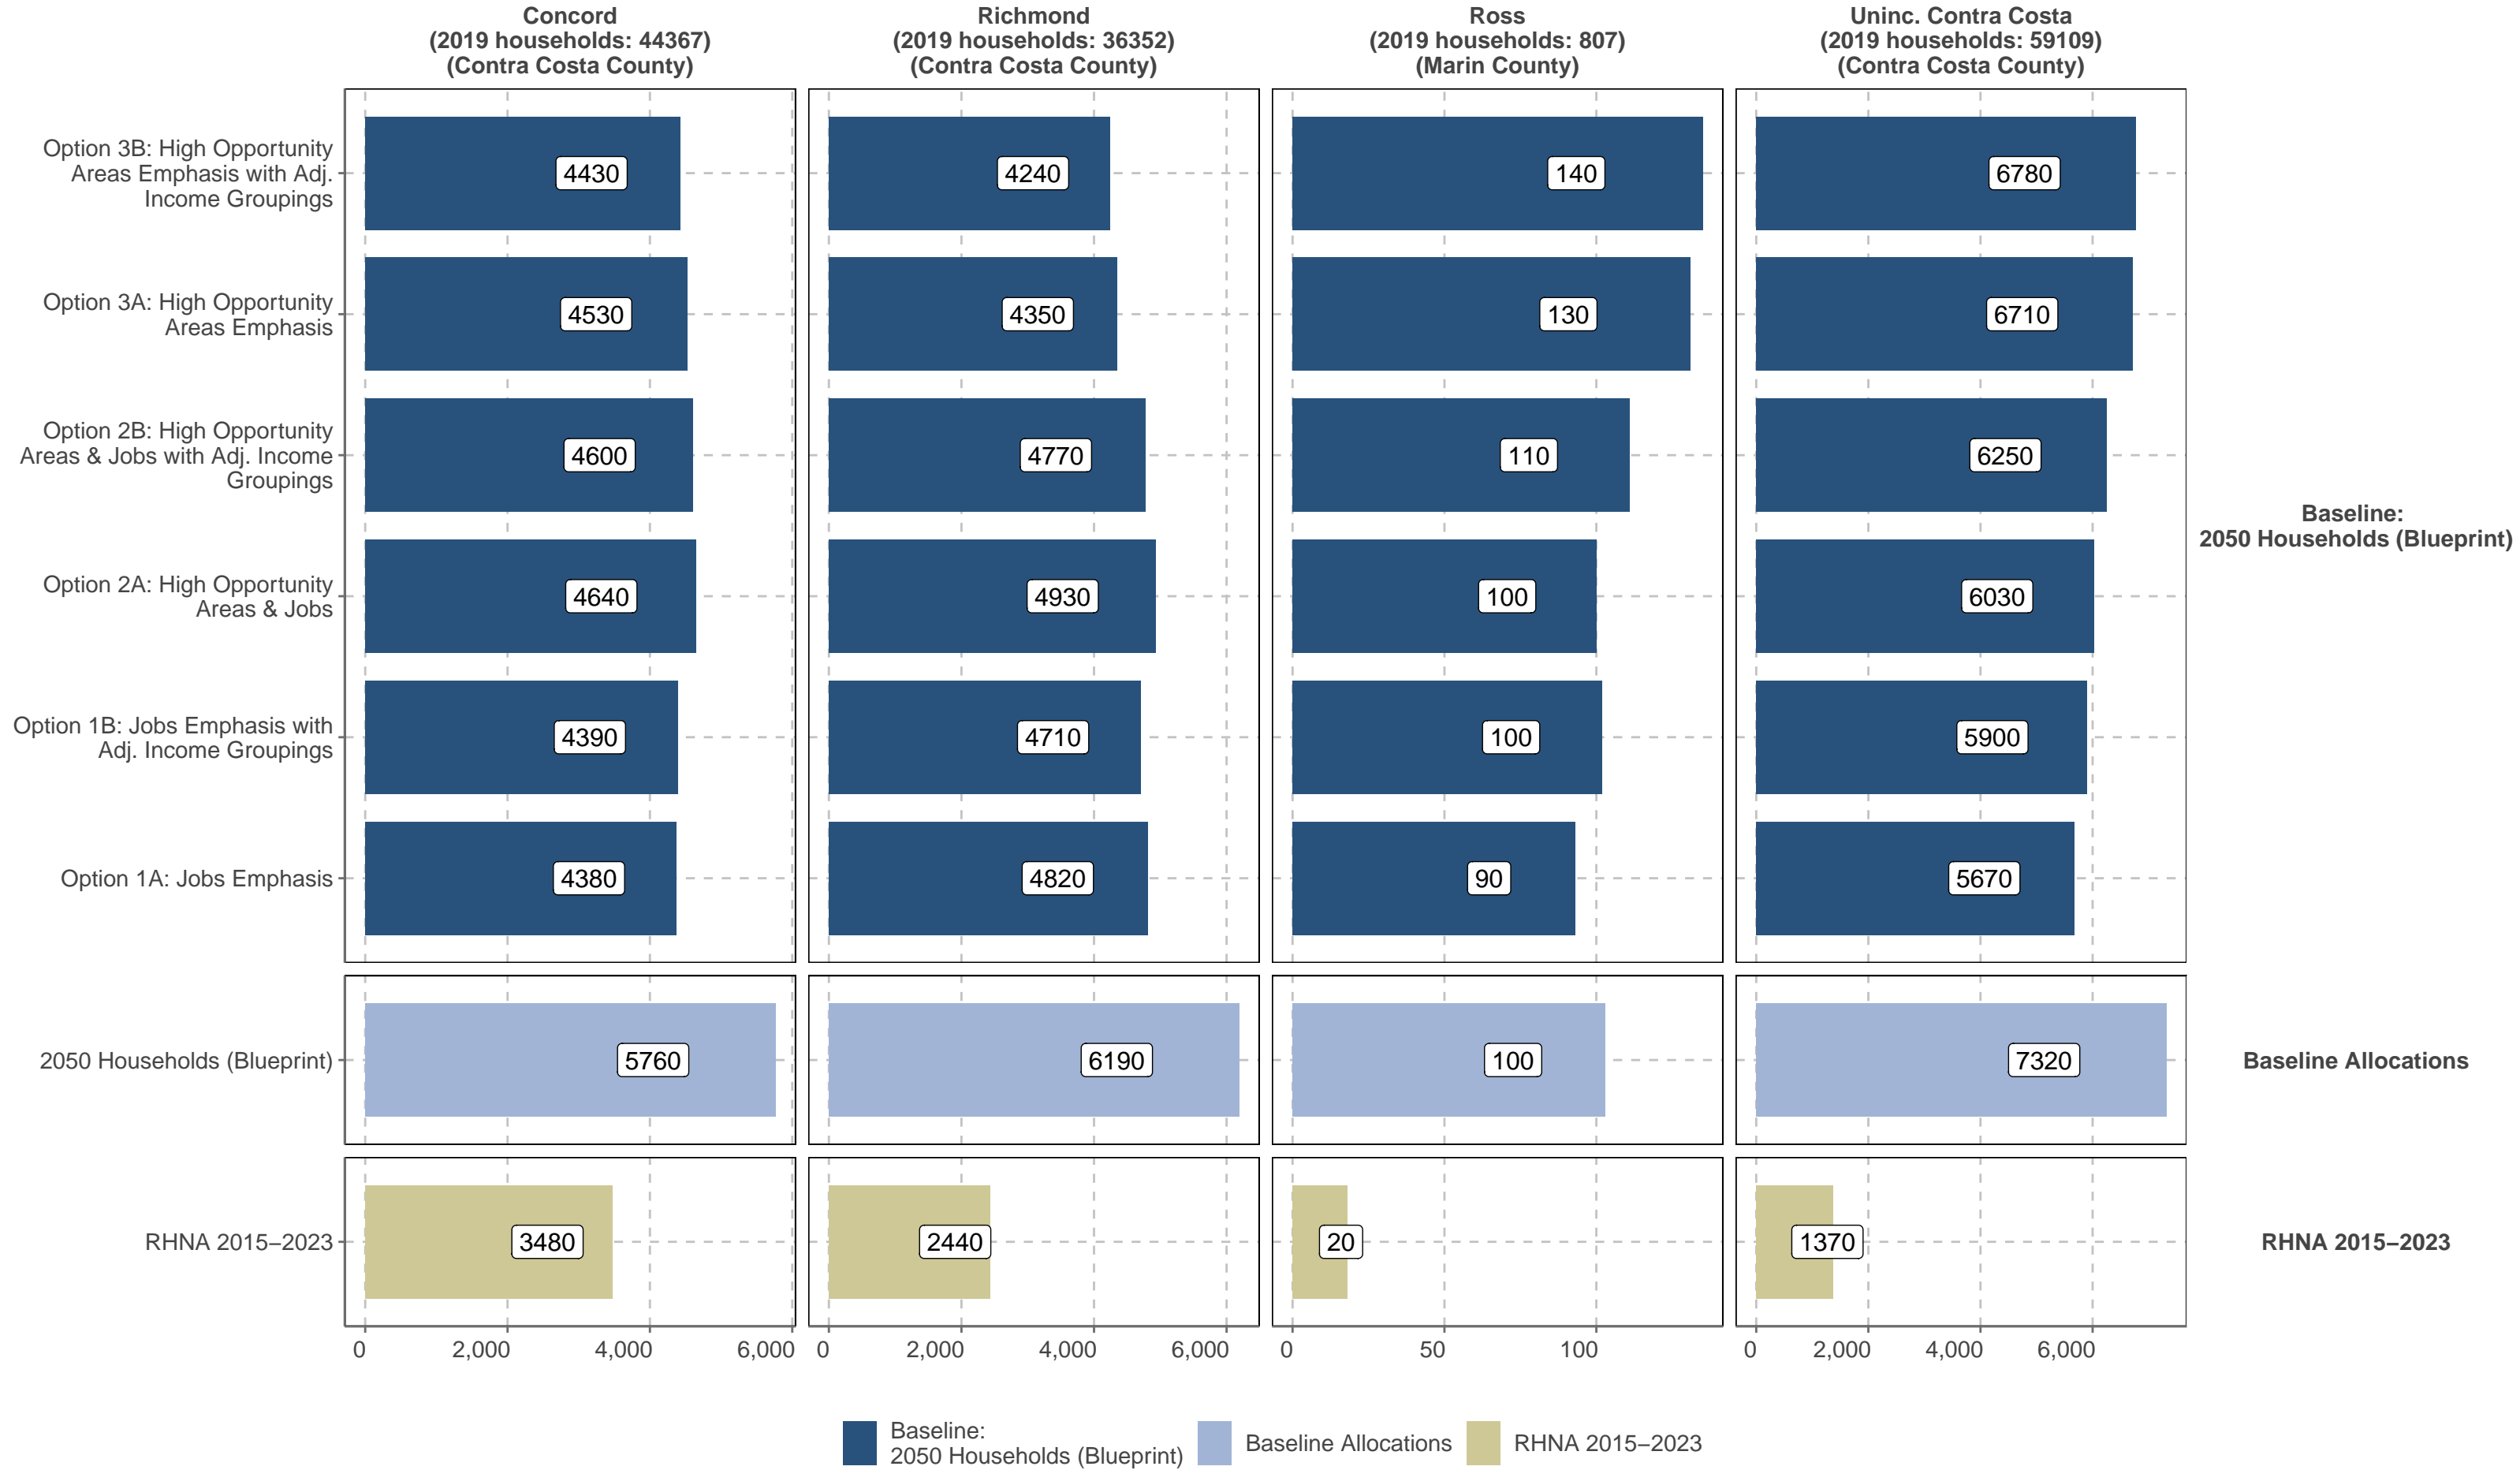 Concord
(2019 households: 44367)
(Contra Costa County)
Richmond
(2019 households: 36352)
(Contra Costa County)
Ross
(2019 households: 807)
(Marin County)
Uninc. Contra Costa
(2019 households: 59109)
(Contra Costa County)
Option 3B: High Opportunity
Areas Emphasis with Adj.
Income Groupings
4430
4240
140
6780
Option 3A: High Opportunity
Areas Emphasis
4530
4350
130
6710
Option 2B: High Opportunity
Areas & Jobs with Adj. Income
Groupings
4600
4770
110
6250
Baseline:
2050 Households (Blueprint)
Option 2A: High Opportunity
Areas & Jobs
4640
4930
100
6030
Option 1B: Jobs Emphasis with
Adj. Income Groupings
4390
4710
100
5900
Option 1A: Jobs Emphasis
4380
4820
90
5670
2050 Households (Blueprint)
5760
6190
100
7320
Baseline Allocations
RHNA 2015–2023
3480
2440
20
1370
RHNA 2015–2023
0 2,000 4,000 6,000
0 2,000 4,000 6,000
0 50 100
0 2,000 4,000 6,000
Baseline:
2050 Households (Blueprint)
Baseline Allocations
RHNA 2015–2023